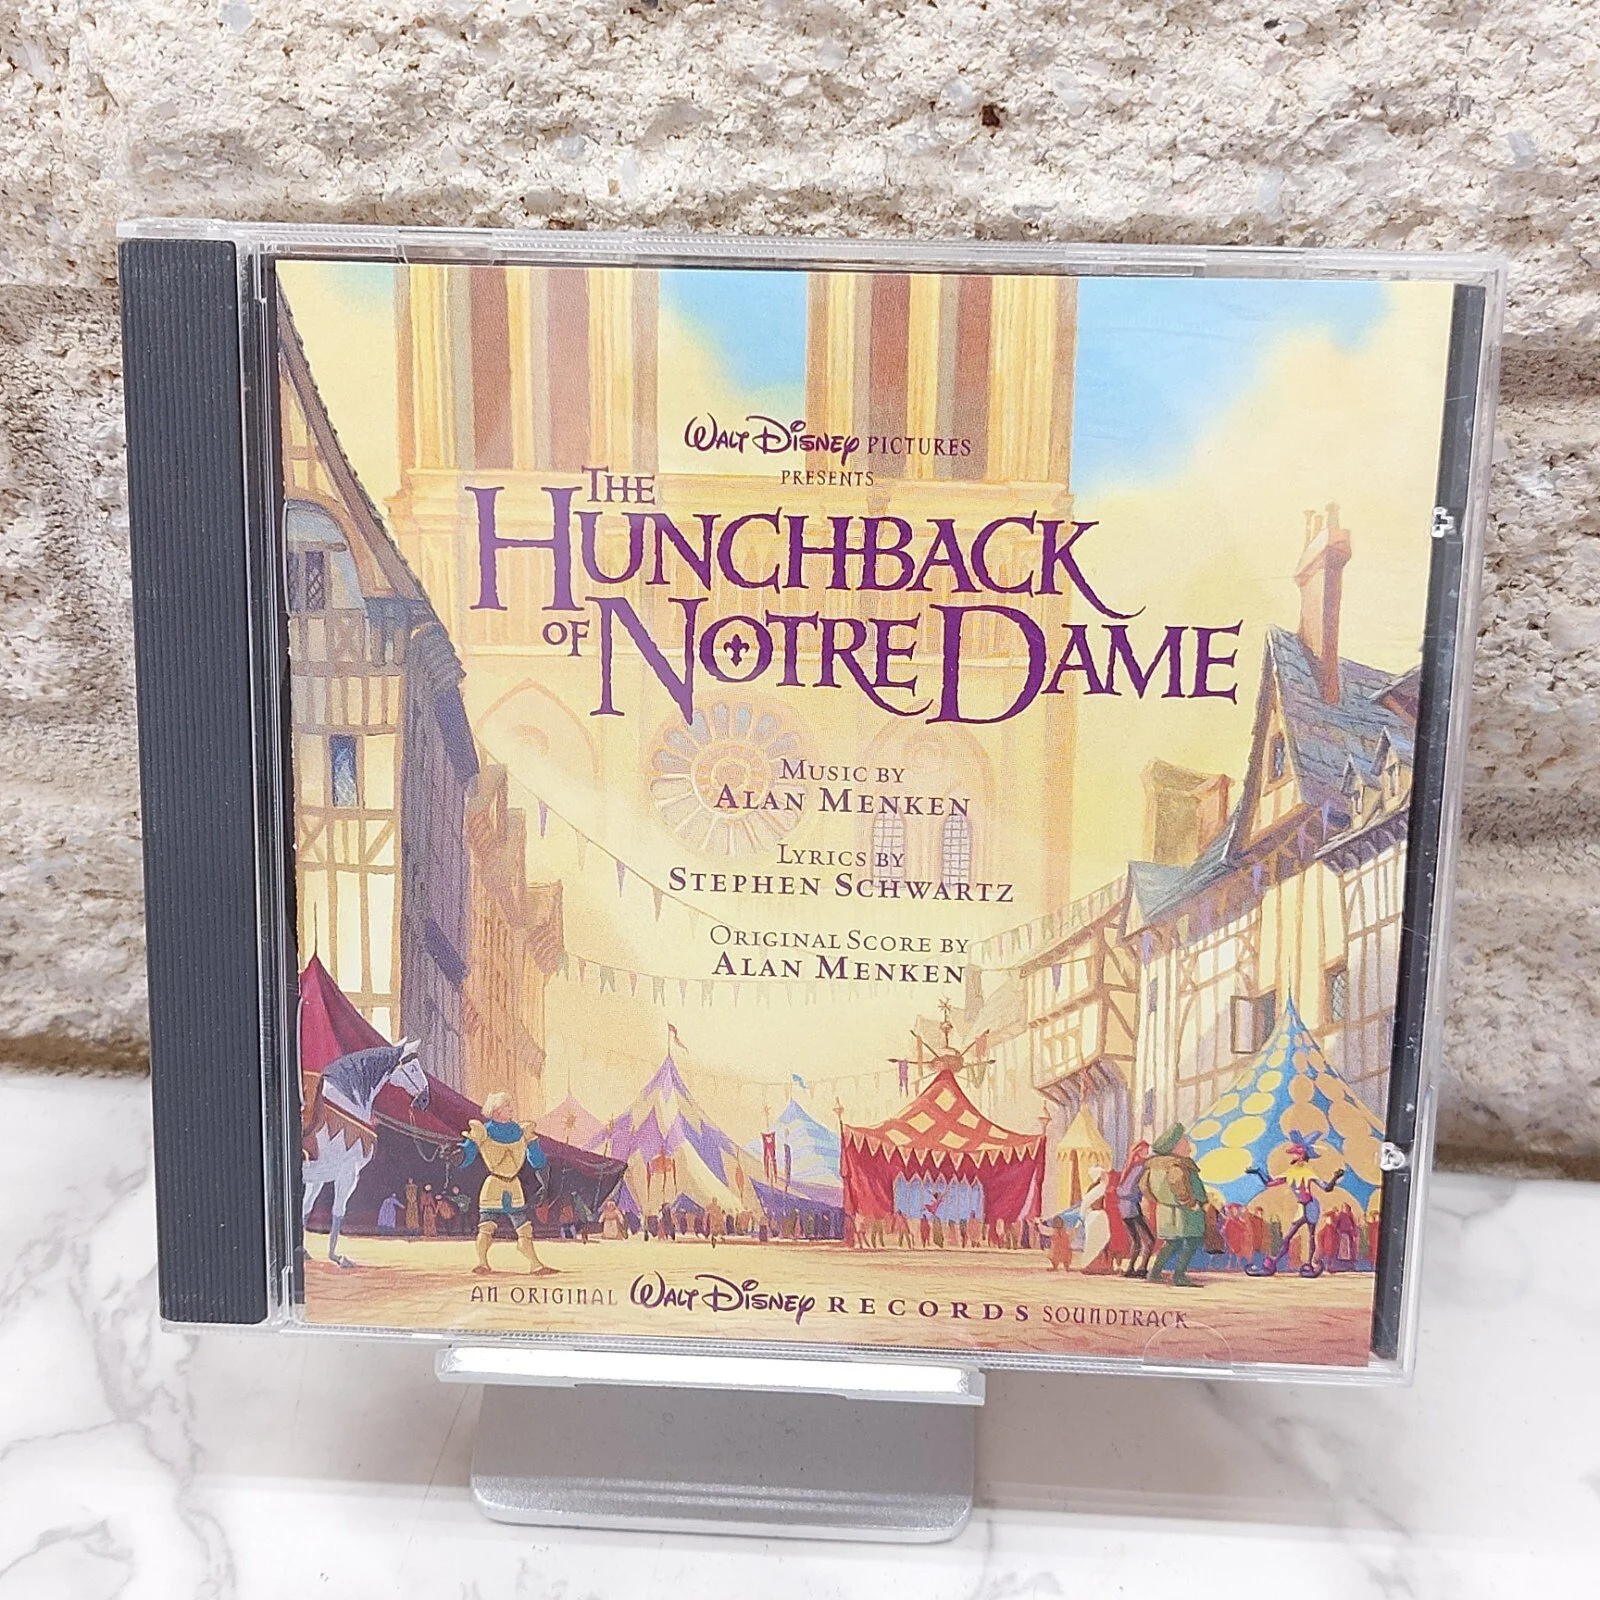 WALT DISNEY PICTURES
PRESENTS
THE
HUNCHBACK
OF NOTRE DAME
MUSIC BY
ALAN MENKEN
LYRICS BY
STEPHEN SCHWARTZ
ORIGINAL SCORE BY
ALAN MENKEN
AN ORIGINAL WALT DISNEY RECORDS SOUNDTRACK